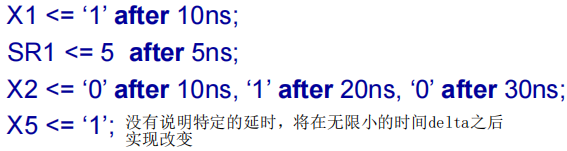 X1 <= ‘1’ after 10ns;
SR1 <= 5 after 5ns;
X2 <= ‘0’ after 10ns, ‘1’ after 20ns, ‘0’ after 30ns;
X5 <= ‘1’; 没有说明特定的延时，将在无限小的时间delta之后
实现改变